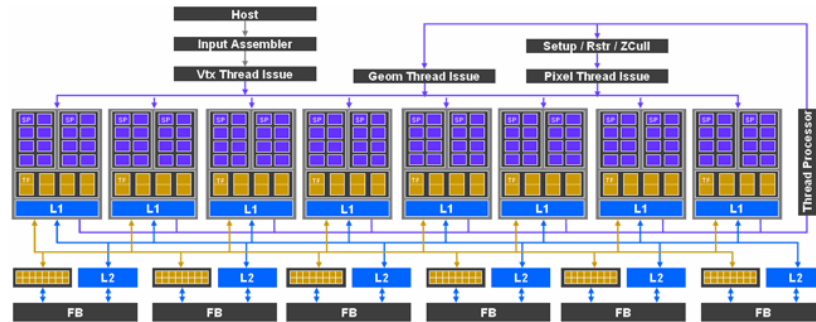 Host
Input Assembler
Setup / Rstr / ZCull
Vtx Thread Issue
Geom Thread Issue
Pixel Thread Issue
SP SP SP SP SP SP SP SP SP SP SP SP SP SP SP SP
TF TF TF TF TF TF TF TF
L1 L1 L1 L1 L1 L1 L1 L1
Thread Processor
L2 L2 L2 L2 L2 L2
FB FB FB FB FB FB